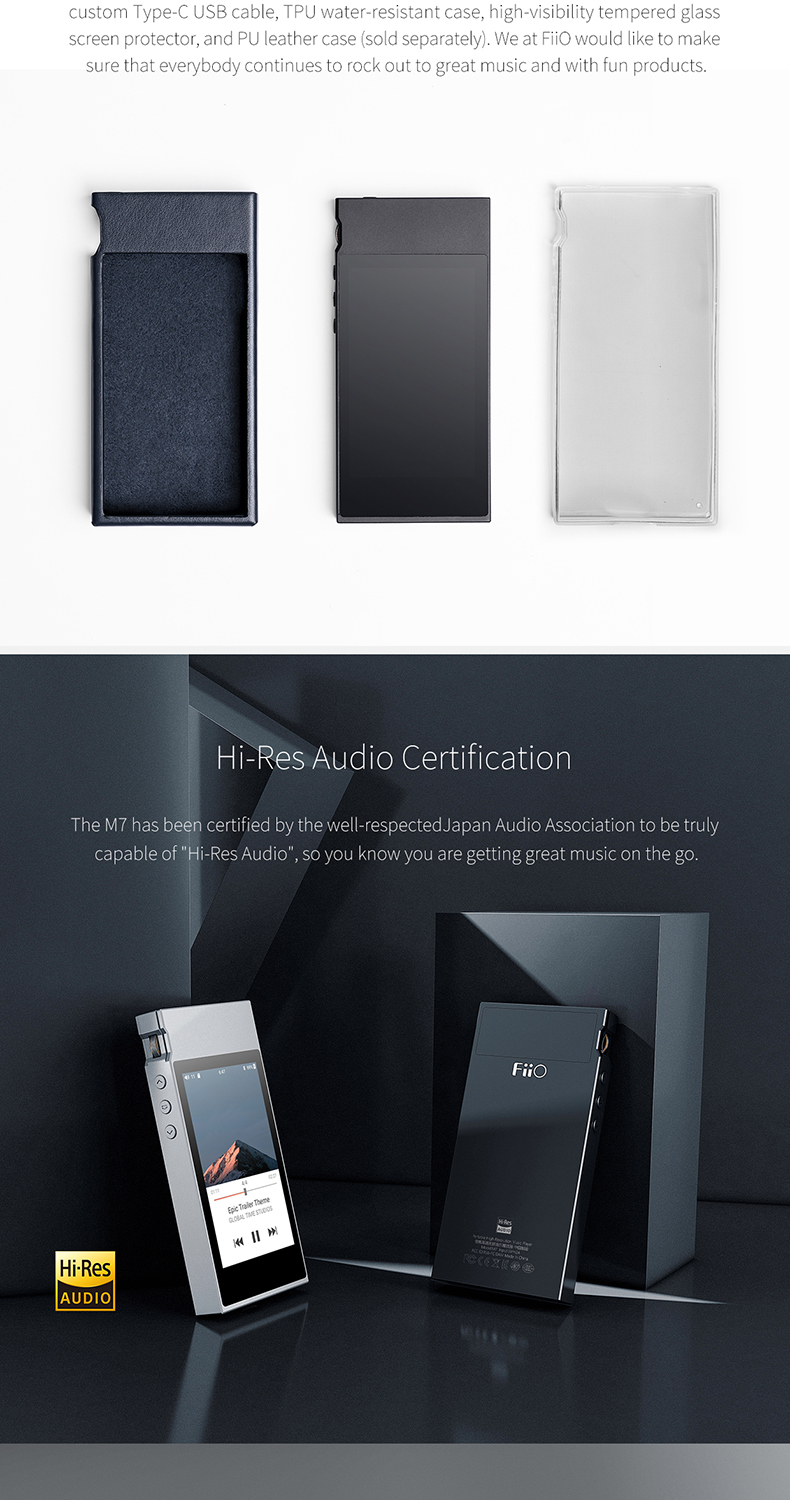 custom Type-C USB cable, TPU water-resistant case, high-visibility tempered glass
screen protector, and PU leather case (sold separately). We at FiiO would like to make
sure that everybody continues to rock out to great music and with fun products.
Hi-Res Audio Certification
The M7 has been certified by the well-respectedJapan Audio Association to be truly
capable of "Hi-Res Audio", so you know you are getting great music on the go.
FiiO
Epic Trailer Theme
GLOBAL TIME STUDIOS
Hi-Res
AUDIO
Hi-Res
AUDIO